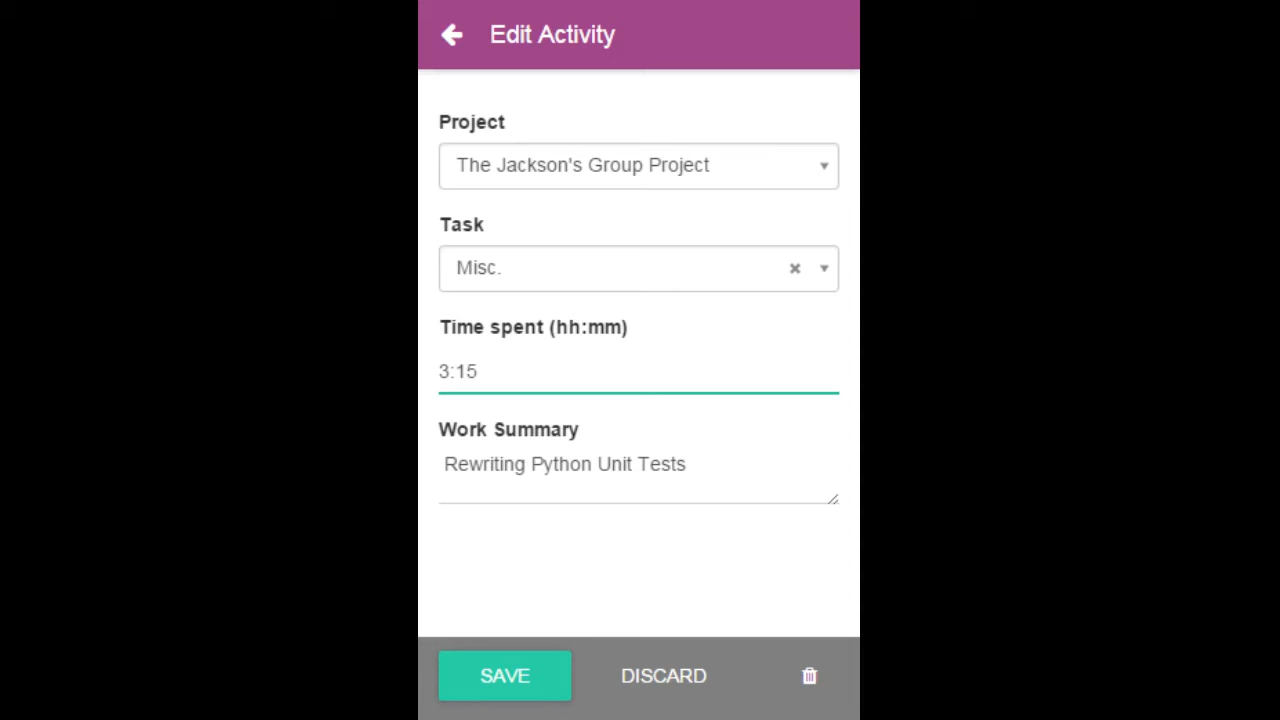 Edit Activity
Project
The Jackson's Group Project
Task
Misc.
Time spent (hh:mm)
3:15
Work Summary
Rewriting Python Unit Tests
SAVE DISCARD